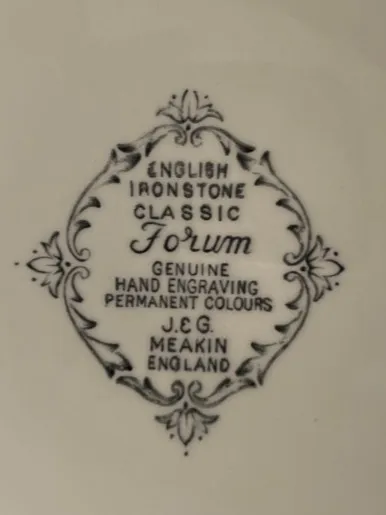 ENGLISH
IRONSTONE
CLASSIC
Forum
GENUINE
HAND ENGRAVING
PERMANENT COLOURS
J.&G.
MEAKIN
ENGLAND